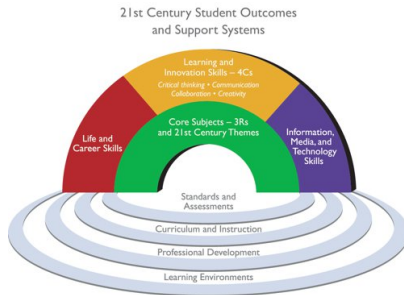 21st Century Student Outcomes
and Support Systems
Learning and
Innovation Skills – 4Cs
Critical thinking • Communication
Collaboration • Creativity
Core Subjects – 3Rs
and 21st Century Themes
Life and
Career Skills
Information,
Media, and
Technology
Skills
Standards and
Assessments
Curriculum and Instruction
Professional Development
Learning Environments